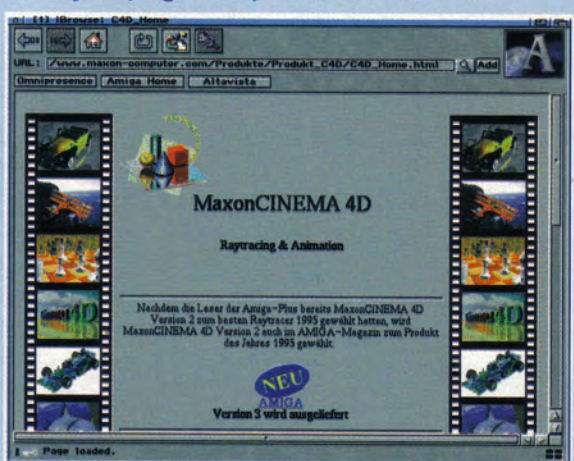 [1] IBrowse: C4D_Home
URL: /www.maxon-computer.com/Produkte/Produkt_C4D/C4D_Home.html Add
Omnipresence Amiga Home Altavista
A
MaxonCINEMA 4D
Raytracing & Animation
Nachdem die Leser der Amiga-Plus bereits MaxonCINEMA 4D
Version 2 zum besten Raytracer 1995 gewählt hatten, wird
MaxonCINEMA 4D Version 2 auch im AMIGA-Magazin zum Produkt
des Jahres 1995 gewählt.
NEU
AMIGA
Version 3 wird ausgeliefert
Page loaded.